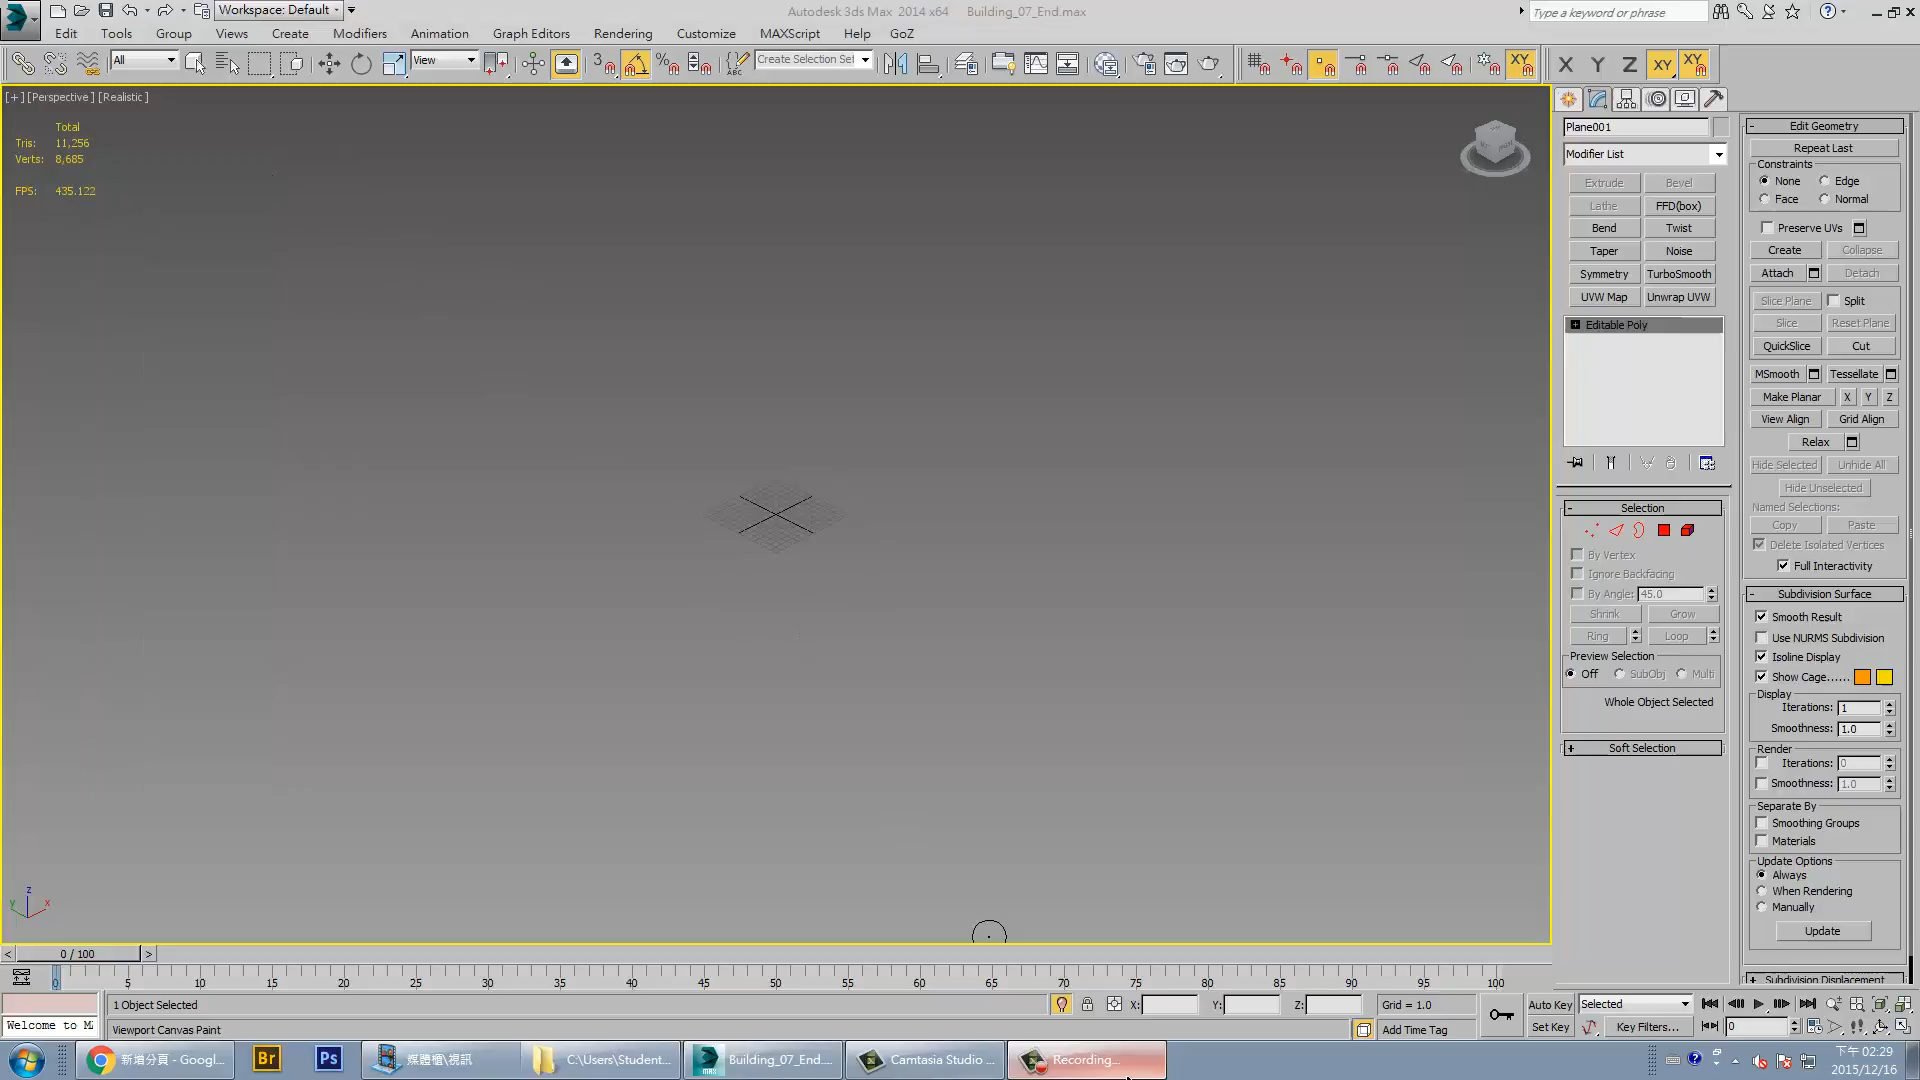 Workspace: Default
Autodesk 3ds Max 2014 x64 Building_07_End.max
Type a keyword or phrase
Edit Tools Group Views Create Modifiers Animation Graph Editors Rendering Customize MAXScript Help GoZ
All View 3 % ABC Create Selection Set XY X Y Z XY XY
[+] [Perspective] [Realistic]
Total
Tris: 11,256
Verts: 8,685
FPS: 435.122
Plane001
Modifier List
Extrude Bevel
Lathe FFD(box)
Bend Twist
Taper Noise
Symmetry TurboSmooth
UVW Map Unwrap UVW
Editable Poly
Selection
By Vertex
Ignore Backfacing
By Angle: 45.0
Shrink Grow
Ring Loop
Preview Selection
Off SubObj Multi
Whole Object Selected
Soft Selection
Edit Geometry
Repeat Last
Constraints
None Edge
Face Normal
Preserve UVs
Create Collapse
Attach Detach
Slice Plane Split
Slice Reset Plane
QuickSlice Cut
MSmooth Tessellate
Make Planar X Y Z
View Align Grid Align
Relax
Hide Selected Unhide All
Hide Unselected
Named Selections:
Copy Paste
Delete Isolated Vertices
Full Interactivity
Subdivision Surface
Smooth Result
Use NURMS Subdivision
Isoline Display
Show Cage......
Display
Iterations: 1
Smoothness: 1.0
Render
Iterations: 0
Smoothness: 1.0
Separate By
Smoothing Groups
Materials
Update Options
Always
When Rendering
Manually
Update
Subdivision Displacement
z
y x
< 0 / 100 >
0 5 10 15 20 25 30 35 40 45 50 55 60 65 70 75 80 85 90 95 100
1 Object Selected X: Y: Z: Grid = 1.0 Auto Key Selected
Welcome to M Viewport Canvas Paint Add Time Tag Set Key Key Filters... 0
新增分頁 - Googl... Br Ps 媒體櫃\視訊 C:\Users\Student... MAX Building_07_End.... Camtasia Studio ... Recording...
下午 02:29
2015/12/16